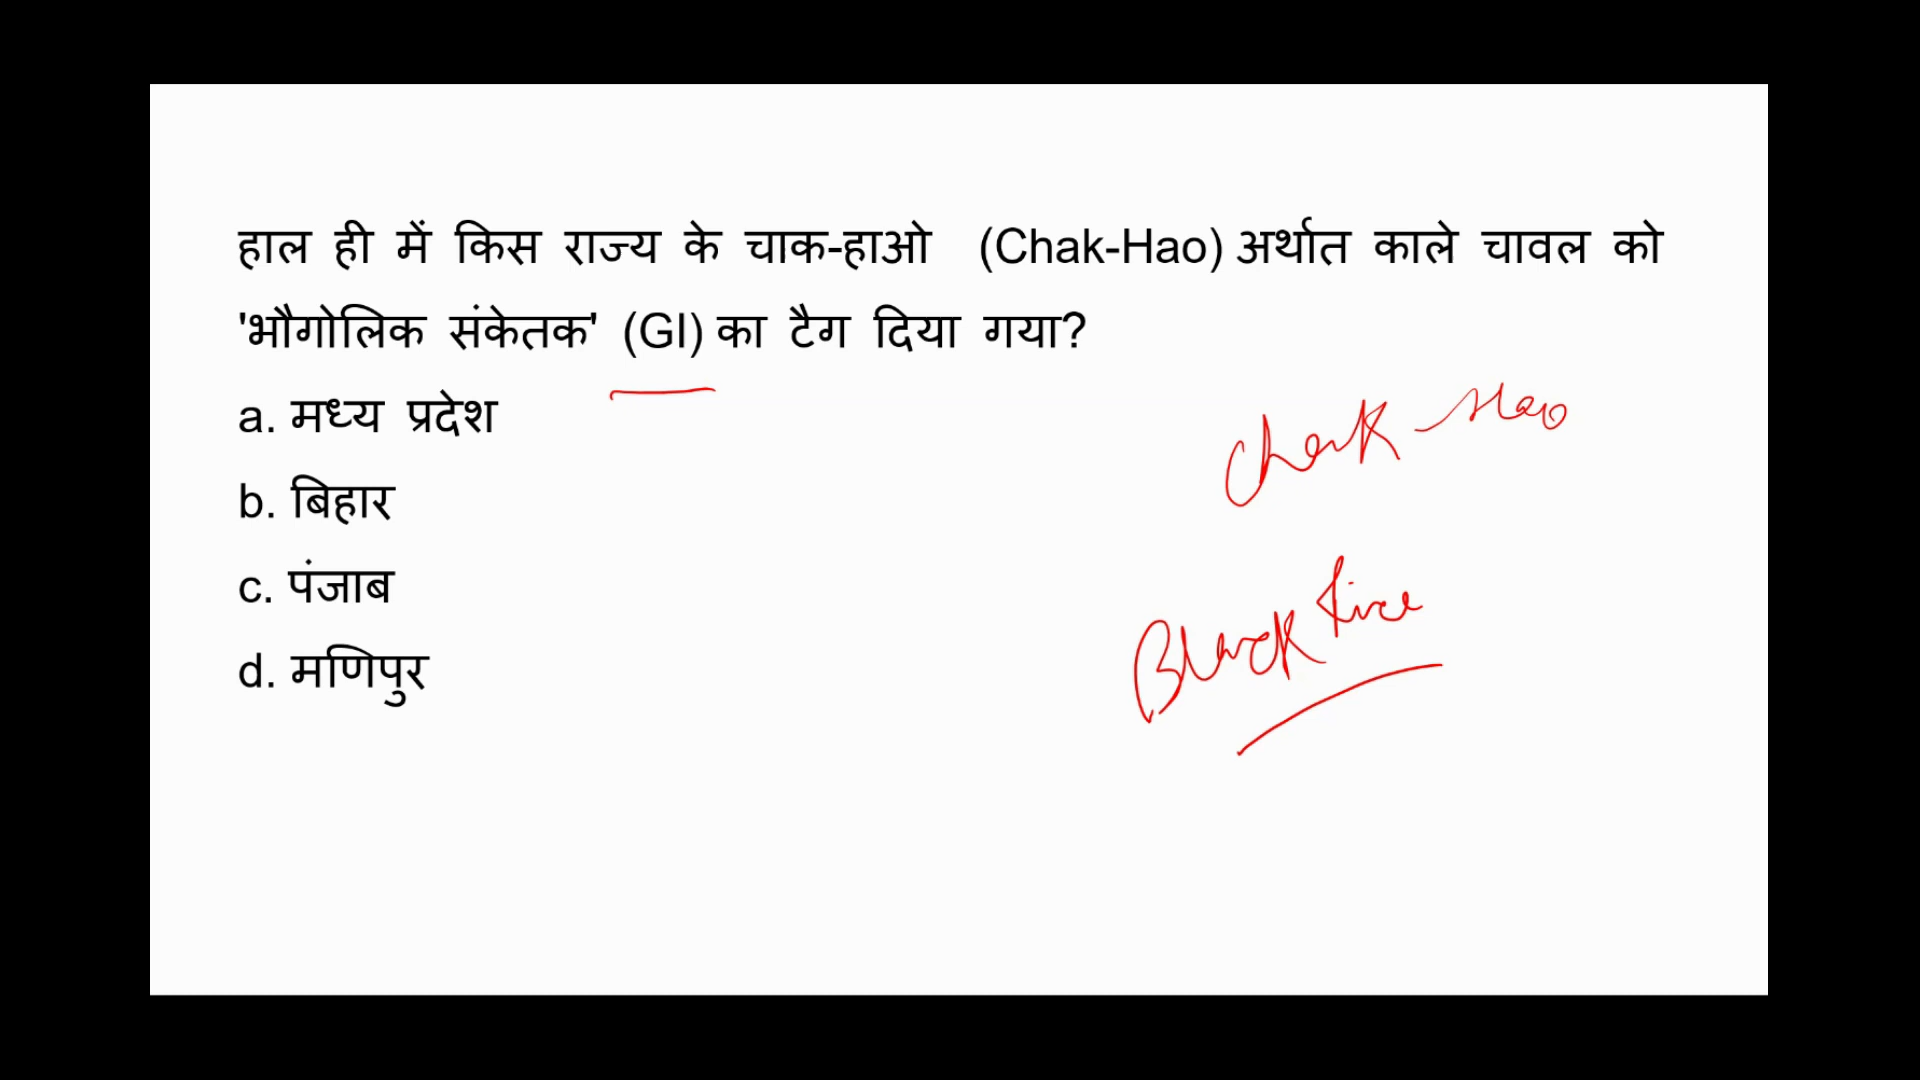 हाल ही में किस राज्य के चाक-हाओ (Chak-Hao) अर्थात काले चावल को
'भौगोलिक संकेतक' (GI) का टैग दिया गया?
a. मध्य प्रदेश
b. बिहार
c. पंजाब
d. मणिपुर
Chak-Hao
Black Rice